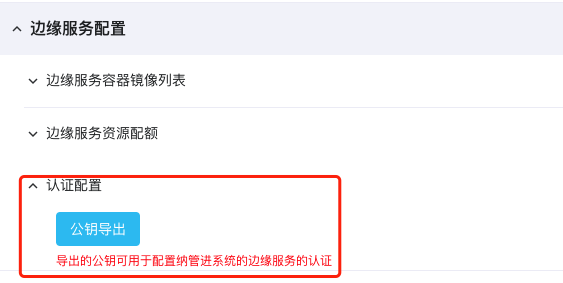 边缘服务配置
边缘服务容器镜像列表
边缘服务资源配额
认证配置
公钥导出
导出的公钥可用于配置纳管进系统的边缘服务的认证